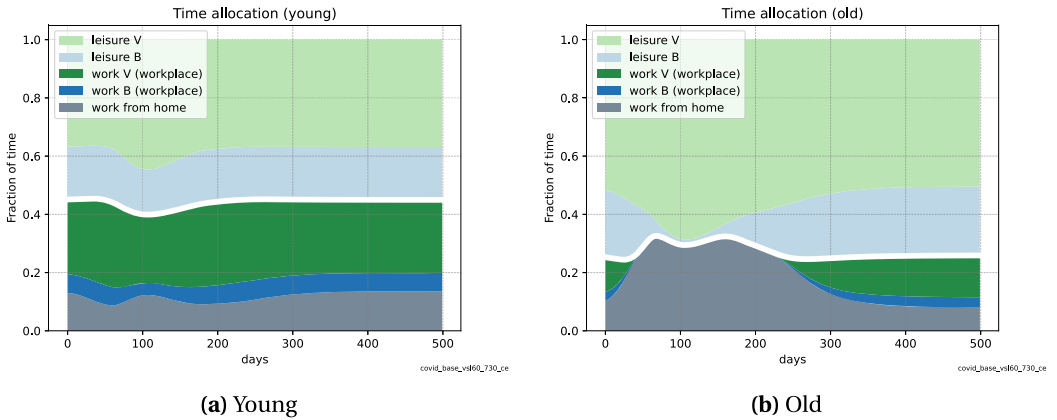 Time allocation (young)
1.0
0.8
0.6
0.4
0.2
0.0
Fraction of time
leisure V
leisure B
work V (workplace)
work B (workplace)
work from home
0 100 200 300 400 500
days
covid_base_vsl60_730_ce
(a) Young
Time allocation (old)
1.0
0.8
0.6
0.4
0.2
0.0
Fraction of time
leisure V
leisure B
work V (workplace)
work B (workplace)
work from home
0 100 200 300 400 500
days
covid_base_vsl60_730_ce
(b) Old